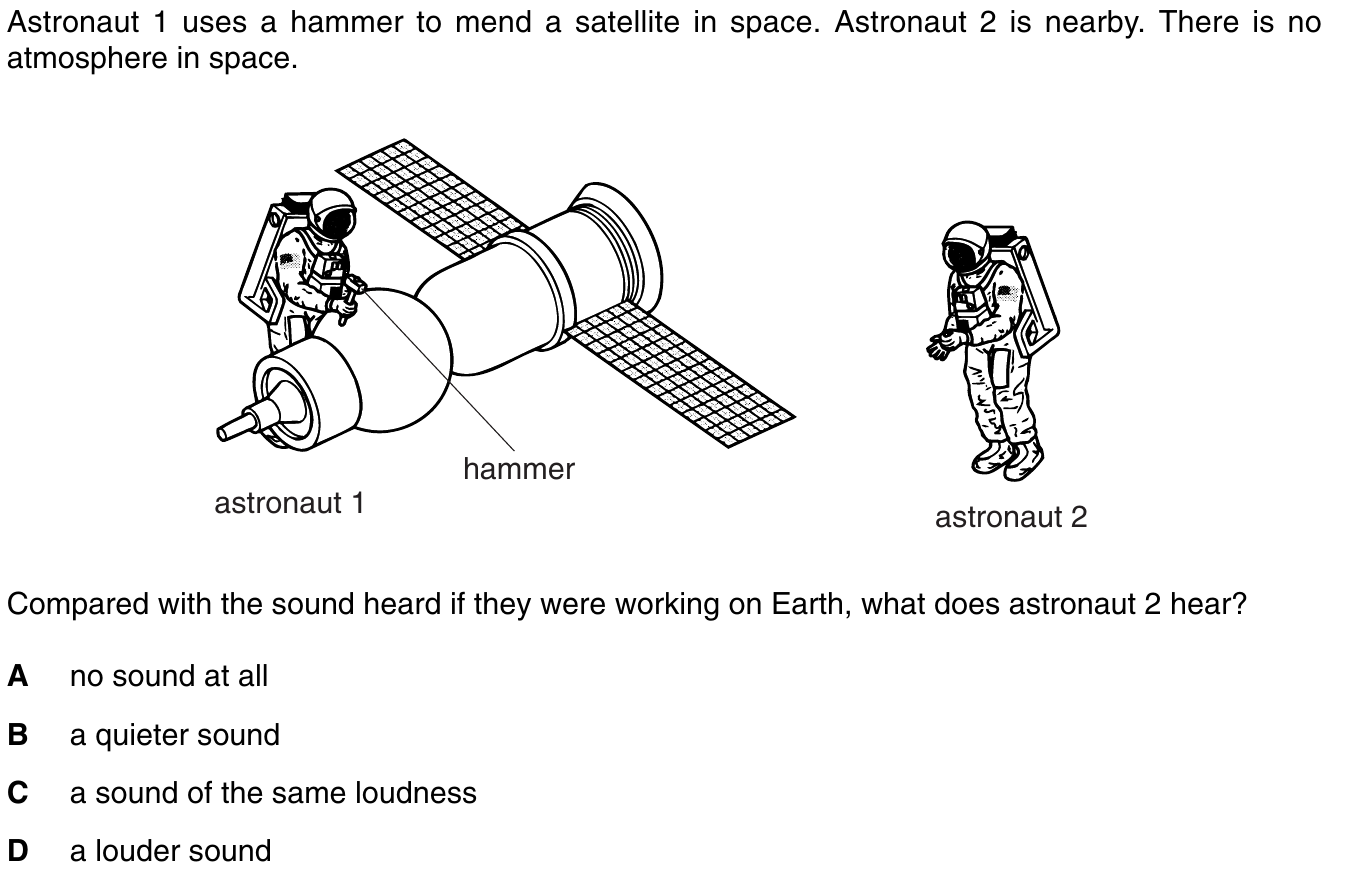 Astronaut 1 uses a hammer to mend a satellite in space. Astronaut 2 is nearby. There is no
atmosphere in space.
hammer
astronaut 1
astronaut 2
Compared with the sound heard if they were working on Earth, what does astronaut 2 hear?
A no sound at all
B a quieter sound
C a sound of the same loudness
D a louder sound